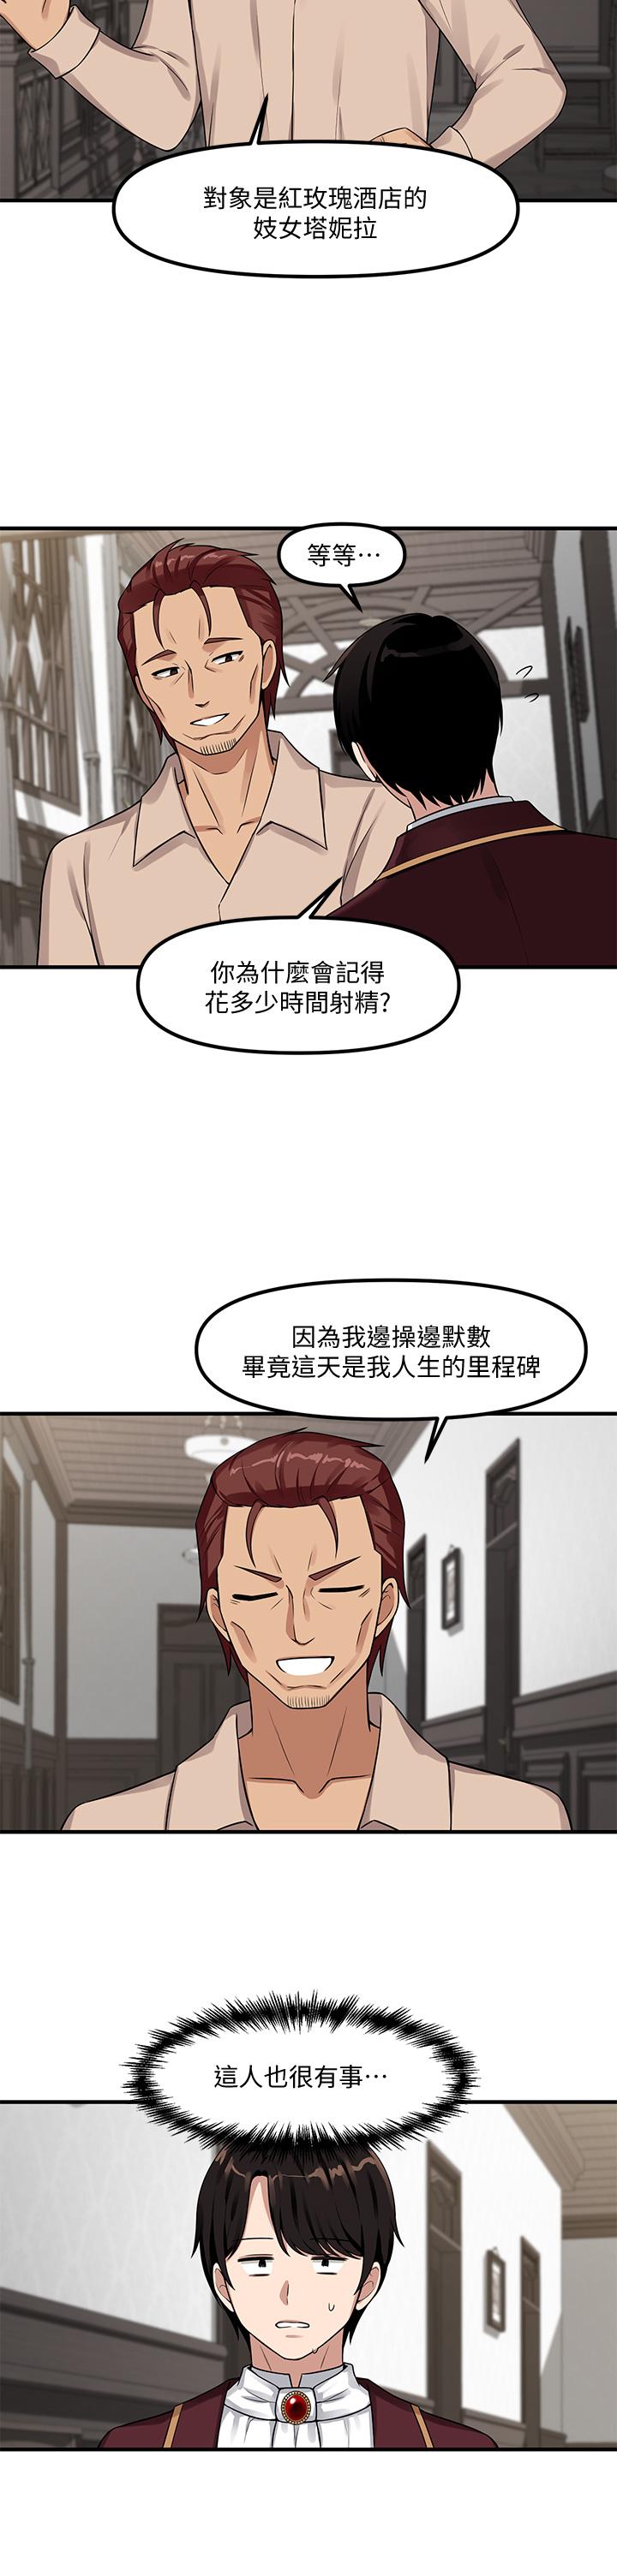 對象是紅玫瑰酒店的
妓女塔妮拉
等等…
你為什麼會記得
花多少時間射精?
因為我邊操邊默數
畢竟這天是我人生的里程碑
這人也很有事…